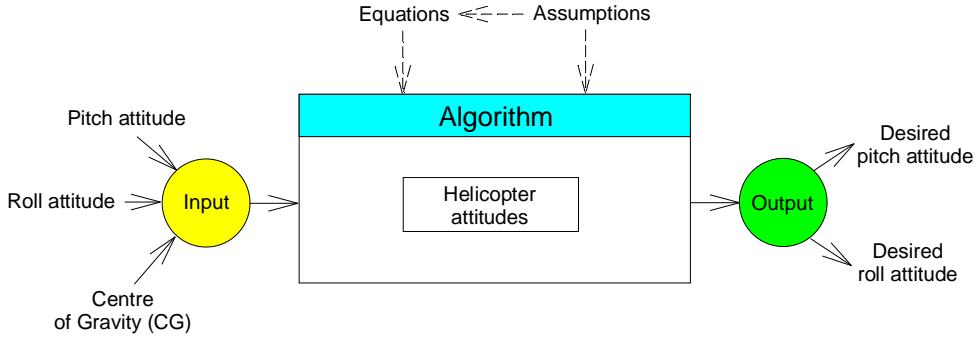 Equations
Assumptions
Algorithm
Pitch attitude
Roll attitude
Centre
of Gravity (CG)
Input
Helicopter
attitudes
Output
Desired
pitch attitude
Desired
roll attitude